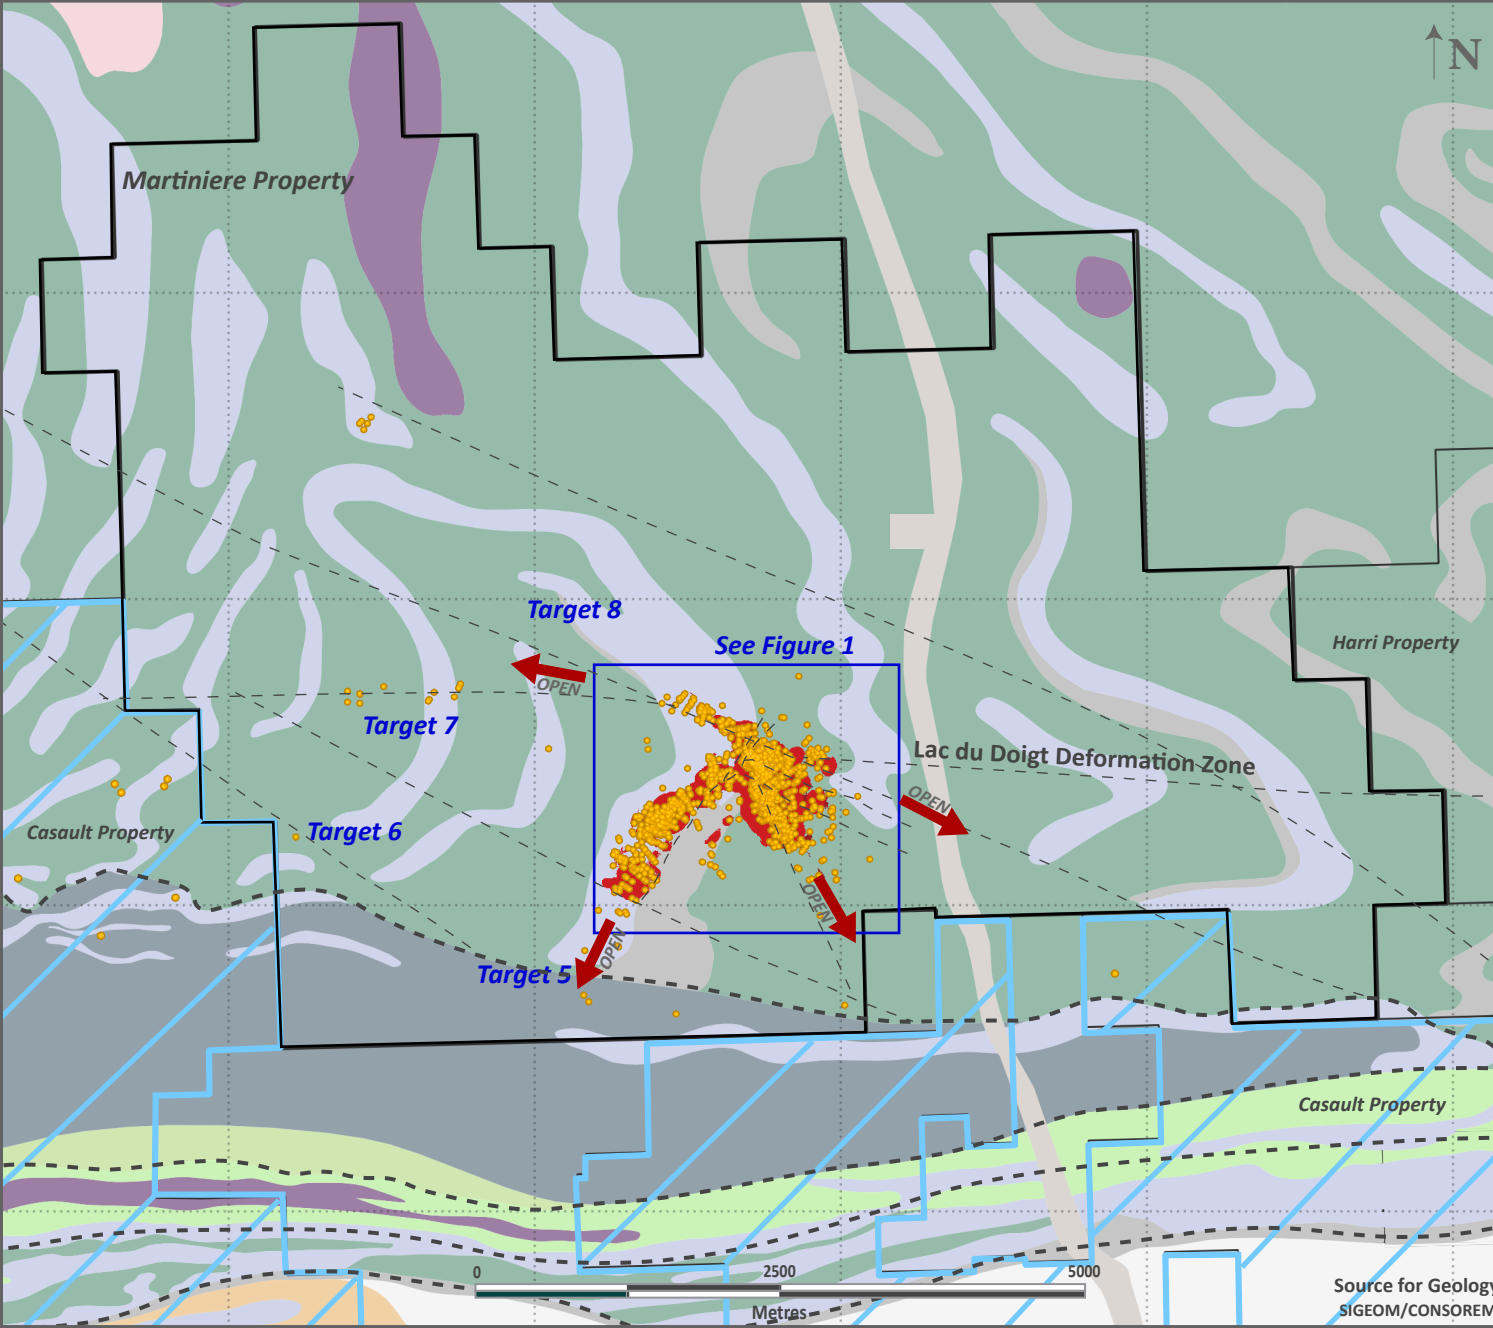 N
Martiniere Property
Target 8
See Figure 1
Harri Property
OPEN
Target 7
Lac du Doigt Deformation Zone
OPEN
Casault Property
Target 6
OPEN
OPEN
Target 5
Casault Property
0 2500 5000
Metres
Source for Geology
SIGEOM/CONSOREM